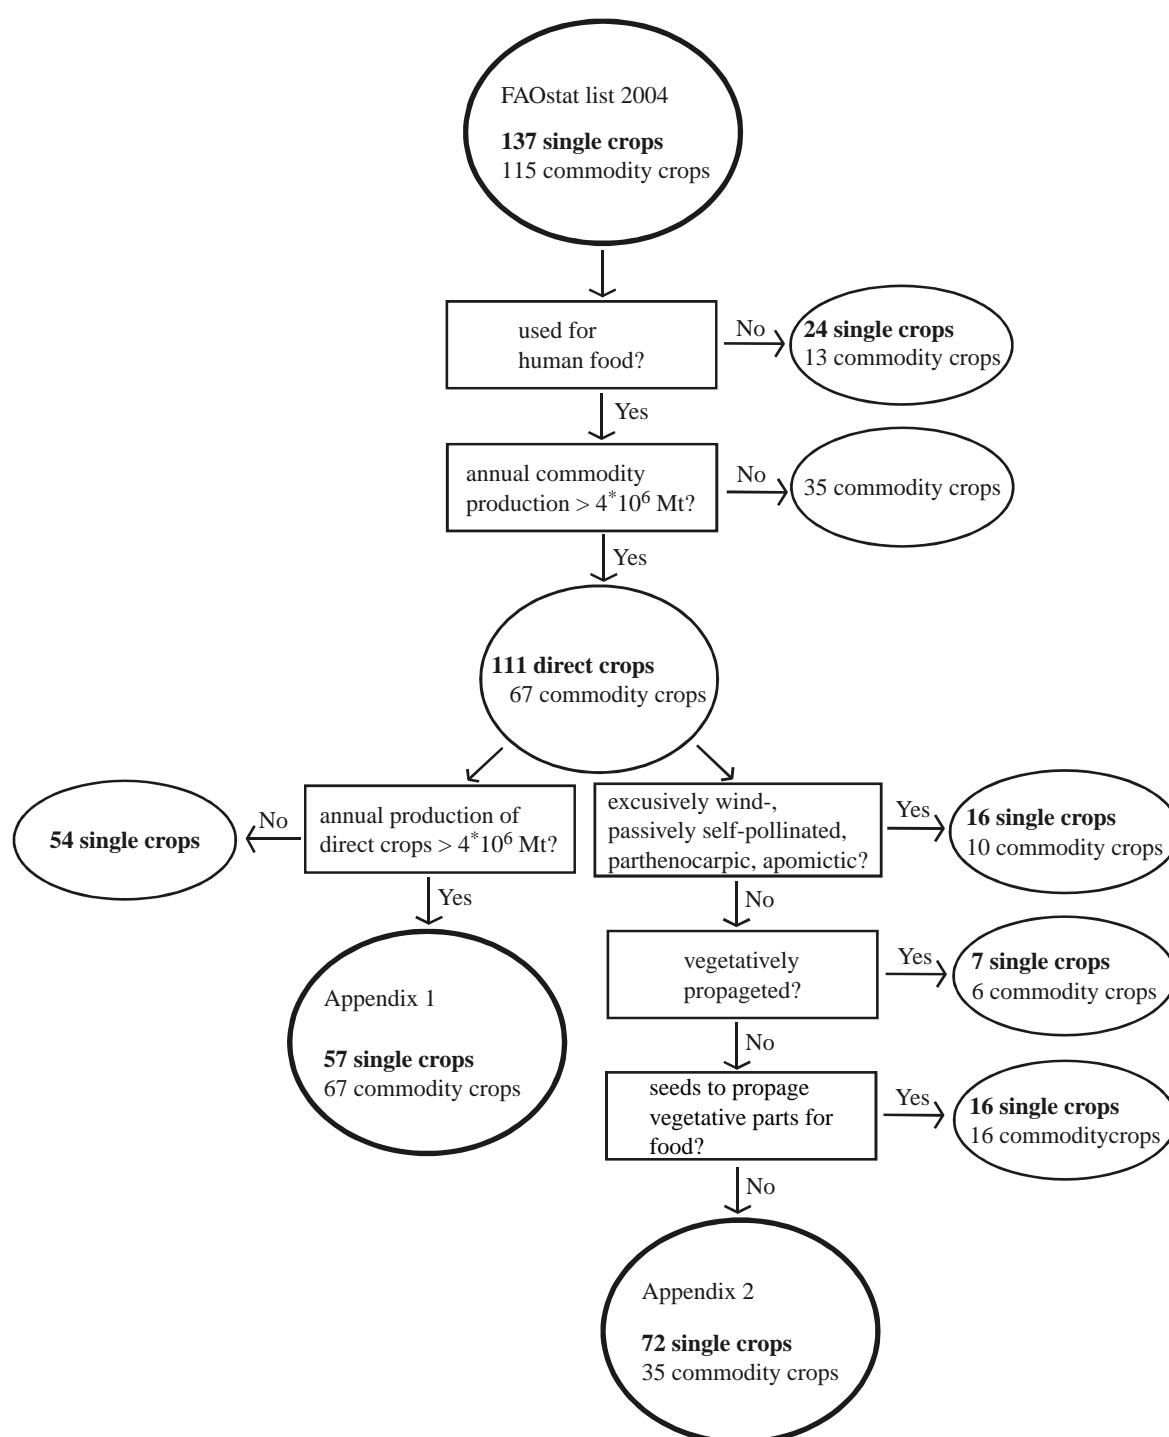 FAOstat list 2004
137 single crops
115 commodity crops
used for
human food?
No
24 single crops
13 commodity crops
Yes
annual commodity
production > 4*10⁶ Mt?
No
35 commodity crops
Yes
111 direct crops
67 commodity crops
54 single crops
No
annual production of
direct crops > 4*10⁶ Mt?
Yes
Appendix 1
57 single crops
67 commodity crops
excusively wind-,
passively self-pollinated,
parthenocarpic, apomictic?
Yes
16 single crops
10 commodity crops
No
vegetatively
propageted?
Yes
7 single crops
6 commodity crops
No
seeds to propage
vegetative parts for
food?
Yes
16 single crops
16 commoditycrops
No
Appendix 2
72 single crops
35 commodity crops